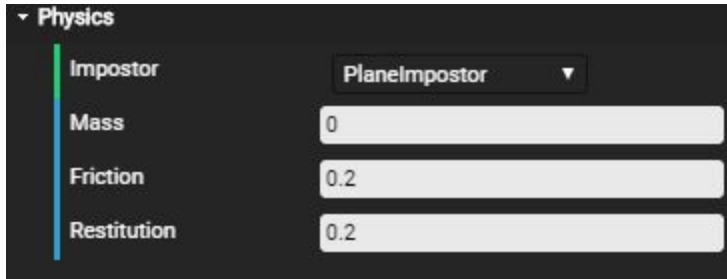 Physics
Impostor PlaneImpostor
Mass 0
Friction 0.2
Restitution 0.2